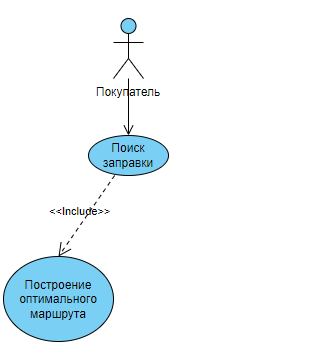 Покупатель
Поиск
заправки
<<Include>>
Построение
оптимального
маршрута